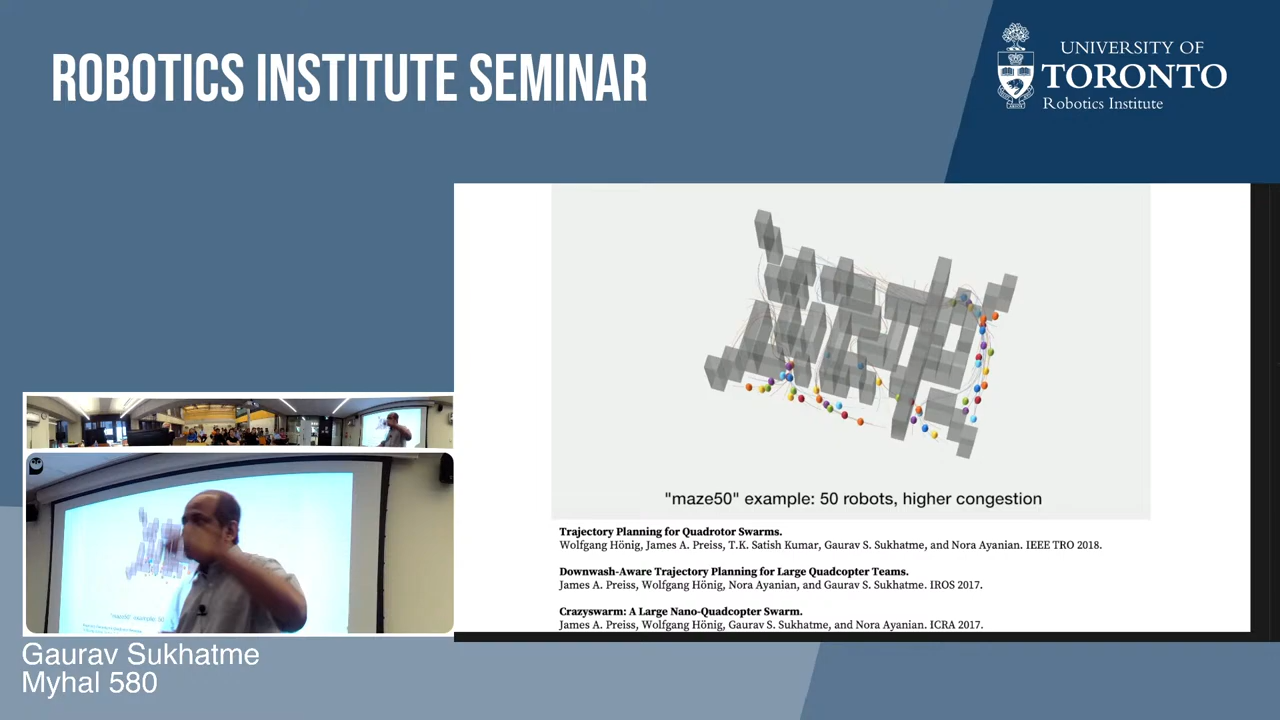 ROBOTICS INSTITUTE SEMINAR
UNIVERSITY OF
TORONTO
Robotics Institute
"maze50" example: 50 robots, higher congestion
Trajectory Planning for Quadrotor Swarms.
Wolfgang Hönig, James A. Preiss, T.K. Satish Kumar, Gaurav S. Sukhatme, and Nora Ayanian. IEEE TRO 2018.
Downwash-Aware Trajectory Planning for Large Quadcopter Teams.
James A. Preiss, Wolfgang Hönig, Nora Ayanian, and Gaurav S. Sukhatme. IROS 2017.
Crazyswarm: A Large Nano-Quadcopter Swarm.
James A. Preiss, Wolfgang Hönig, Gaurav S. Sukhatme, and Nora Ayanian. ICRA 2017.
"maze50" example: 50
Gaurav Sukhatme
Myhal 580